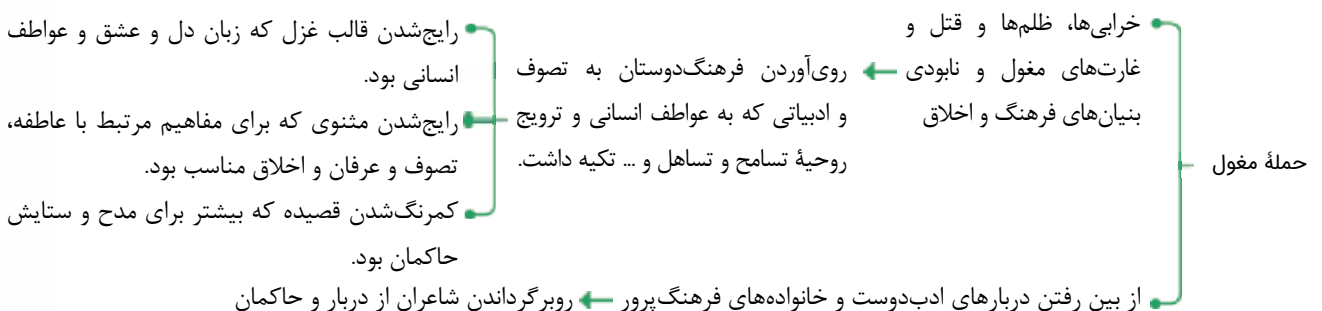 حملۀ مغول
خرابی‌ها، ظلم‌ها و قتل و
غارت‌های مغول و نابودی
بنیان‌های فرهنگ و اخلاق
روی‌آوردن فرهنگ‌دوستان به تصوف
و ادبیاتی که به عواطف انسانی و ترویج
روحیۀ تسامح و تساهل و ... تکیه داشت.
رایج‌شدن قالب غزل که زبان دل و عشق و عواطف
انسانی بود.
رایج‌شدن مثنوی که برای مفاهیم مرتبط با عاطفه،
تصوف و عرفان و اخلاق مناسب بود.
کمرنگ‌شدن قصیده که بیشتر برای مدح و ستایش
حاکمان بود.
از بین رفتن دربارهای ادب‌دوست و خانواده‌های فرهنگ‌پرور
روبرگرداندن شاعران از دربار و حاکمان